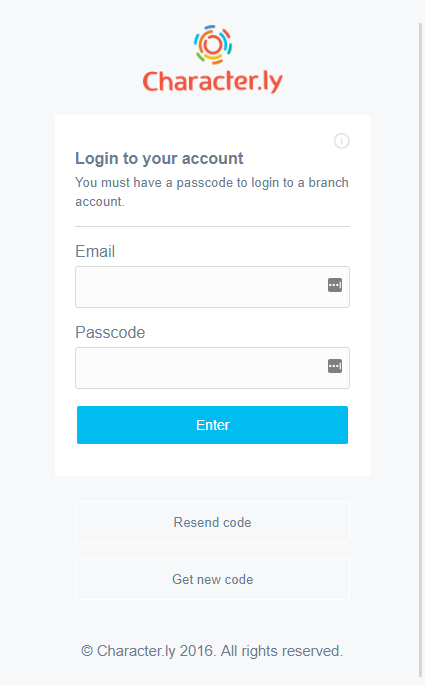 Character.ly
Login to your account
You must have a passcode to login to a branch
account.
Email
Passcode
Enter
Resend code
Get new code
© Character.ly 2016. All rights reserved.